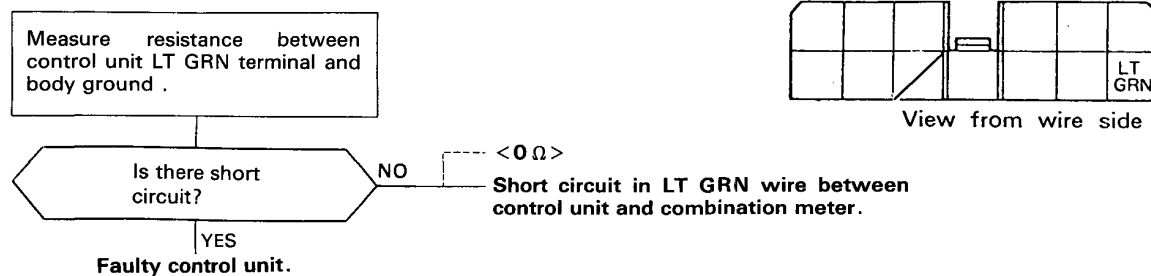 Measure resistance between
control unit LT GRN terminal and
body ground .
Is there short
circuit?
NO
<0 Ω>
Short circuit in LT GRN wire between
control unit and combination meter.
YES
Faulty control unit.
LT
GRN
View from wire side